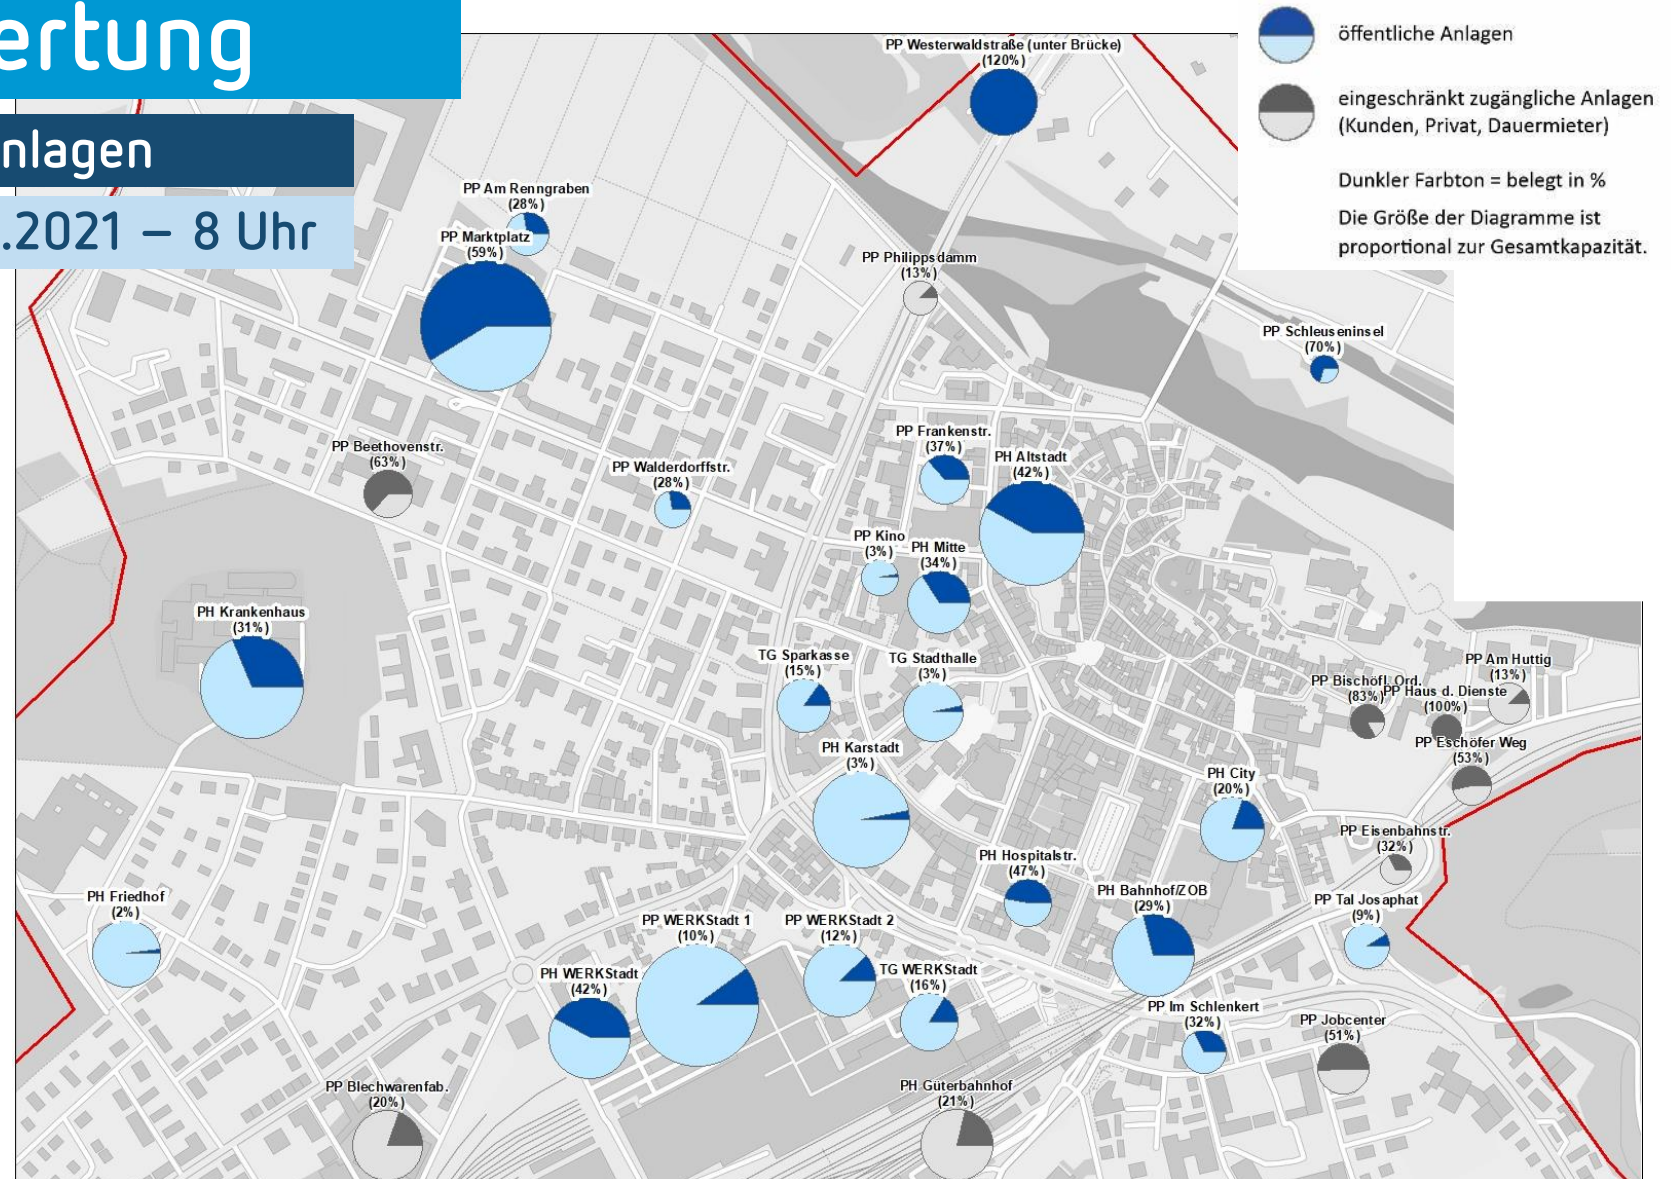 ertung
nlagen
.2021 – 8 Uhr
öffentliche Anlagen
eingeschränkt zugängliche Anlagen
(Kunden, Privat, Dauermieter)
Dunkler Farbton = belegt in %
Die Größe der Diagramme ist
proportional zur Gesamtkapazität.
PP Westerwaldstraße (unter Brücke)
(120%)
PP Am Renngraben
(28%)
PP Marktplatz
(59%)
PP Philippsdamm
(13%)
PP Schleuseninsel
(70%)
PP Beethovenstr.
(63%)
PP Walderdorffstr.
(28%)
PP Frankenstr.
(37%)
PH Altstadt
(42%)
PP Kino
(3%)
PH Mitte
(34%)
PH Krankenhaus
(31%)
TG Sparkasse
(15%)
TG Stadthalle
(3%)
PP Am Huttig
(13%)
PP Bischöfl. Ord.
(83%)
PP Haus d. Dienste
(100%)
PP Eschöfer Weg
(53%)
PH Karstadt
(3%)
PH City
(20%)
PP Eisenbahnstr.
(32%)
PH Hospitalstr.
(47%)
PH Bahnhof/ZOB
(29%)
PP Tal Josaphat
(9%)
PH Friedhof
(2%)
PP WERKStadt 1
(10%)
PP WERKStadt 2
(12%)
PH WERKStadt
(42%)
TG WERKStadt
(16%)
PP Im Schlenkert
(32%)
PP Jobcenter
(51%)
PP Blechwarenfab.
(20%)
PH Güterbahnhof
(21%)